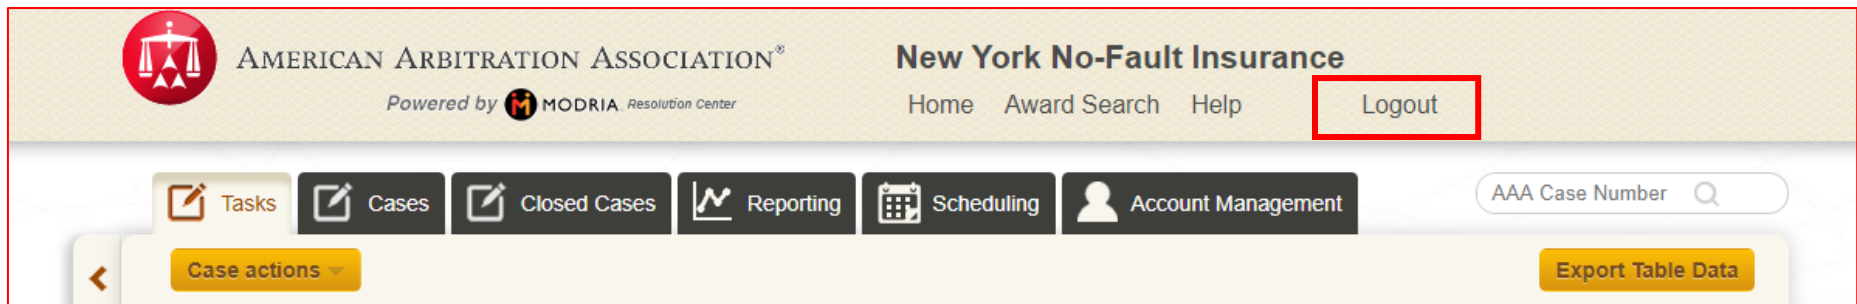 AMERICAN ARBITRATION ASSOCIATION®
Powered by MODRIA Resolution Center
New York No-Fault Insurance
Home Award Search Help Logout
Tasks Cases Closed Cases Reporting Scheduling Account Management
AAA Case Number
Case actions
Export Table Data